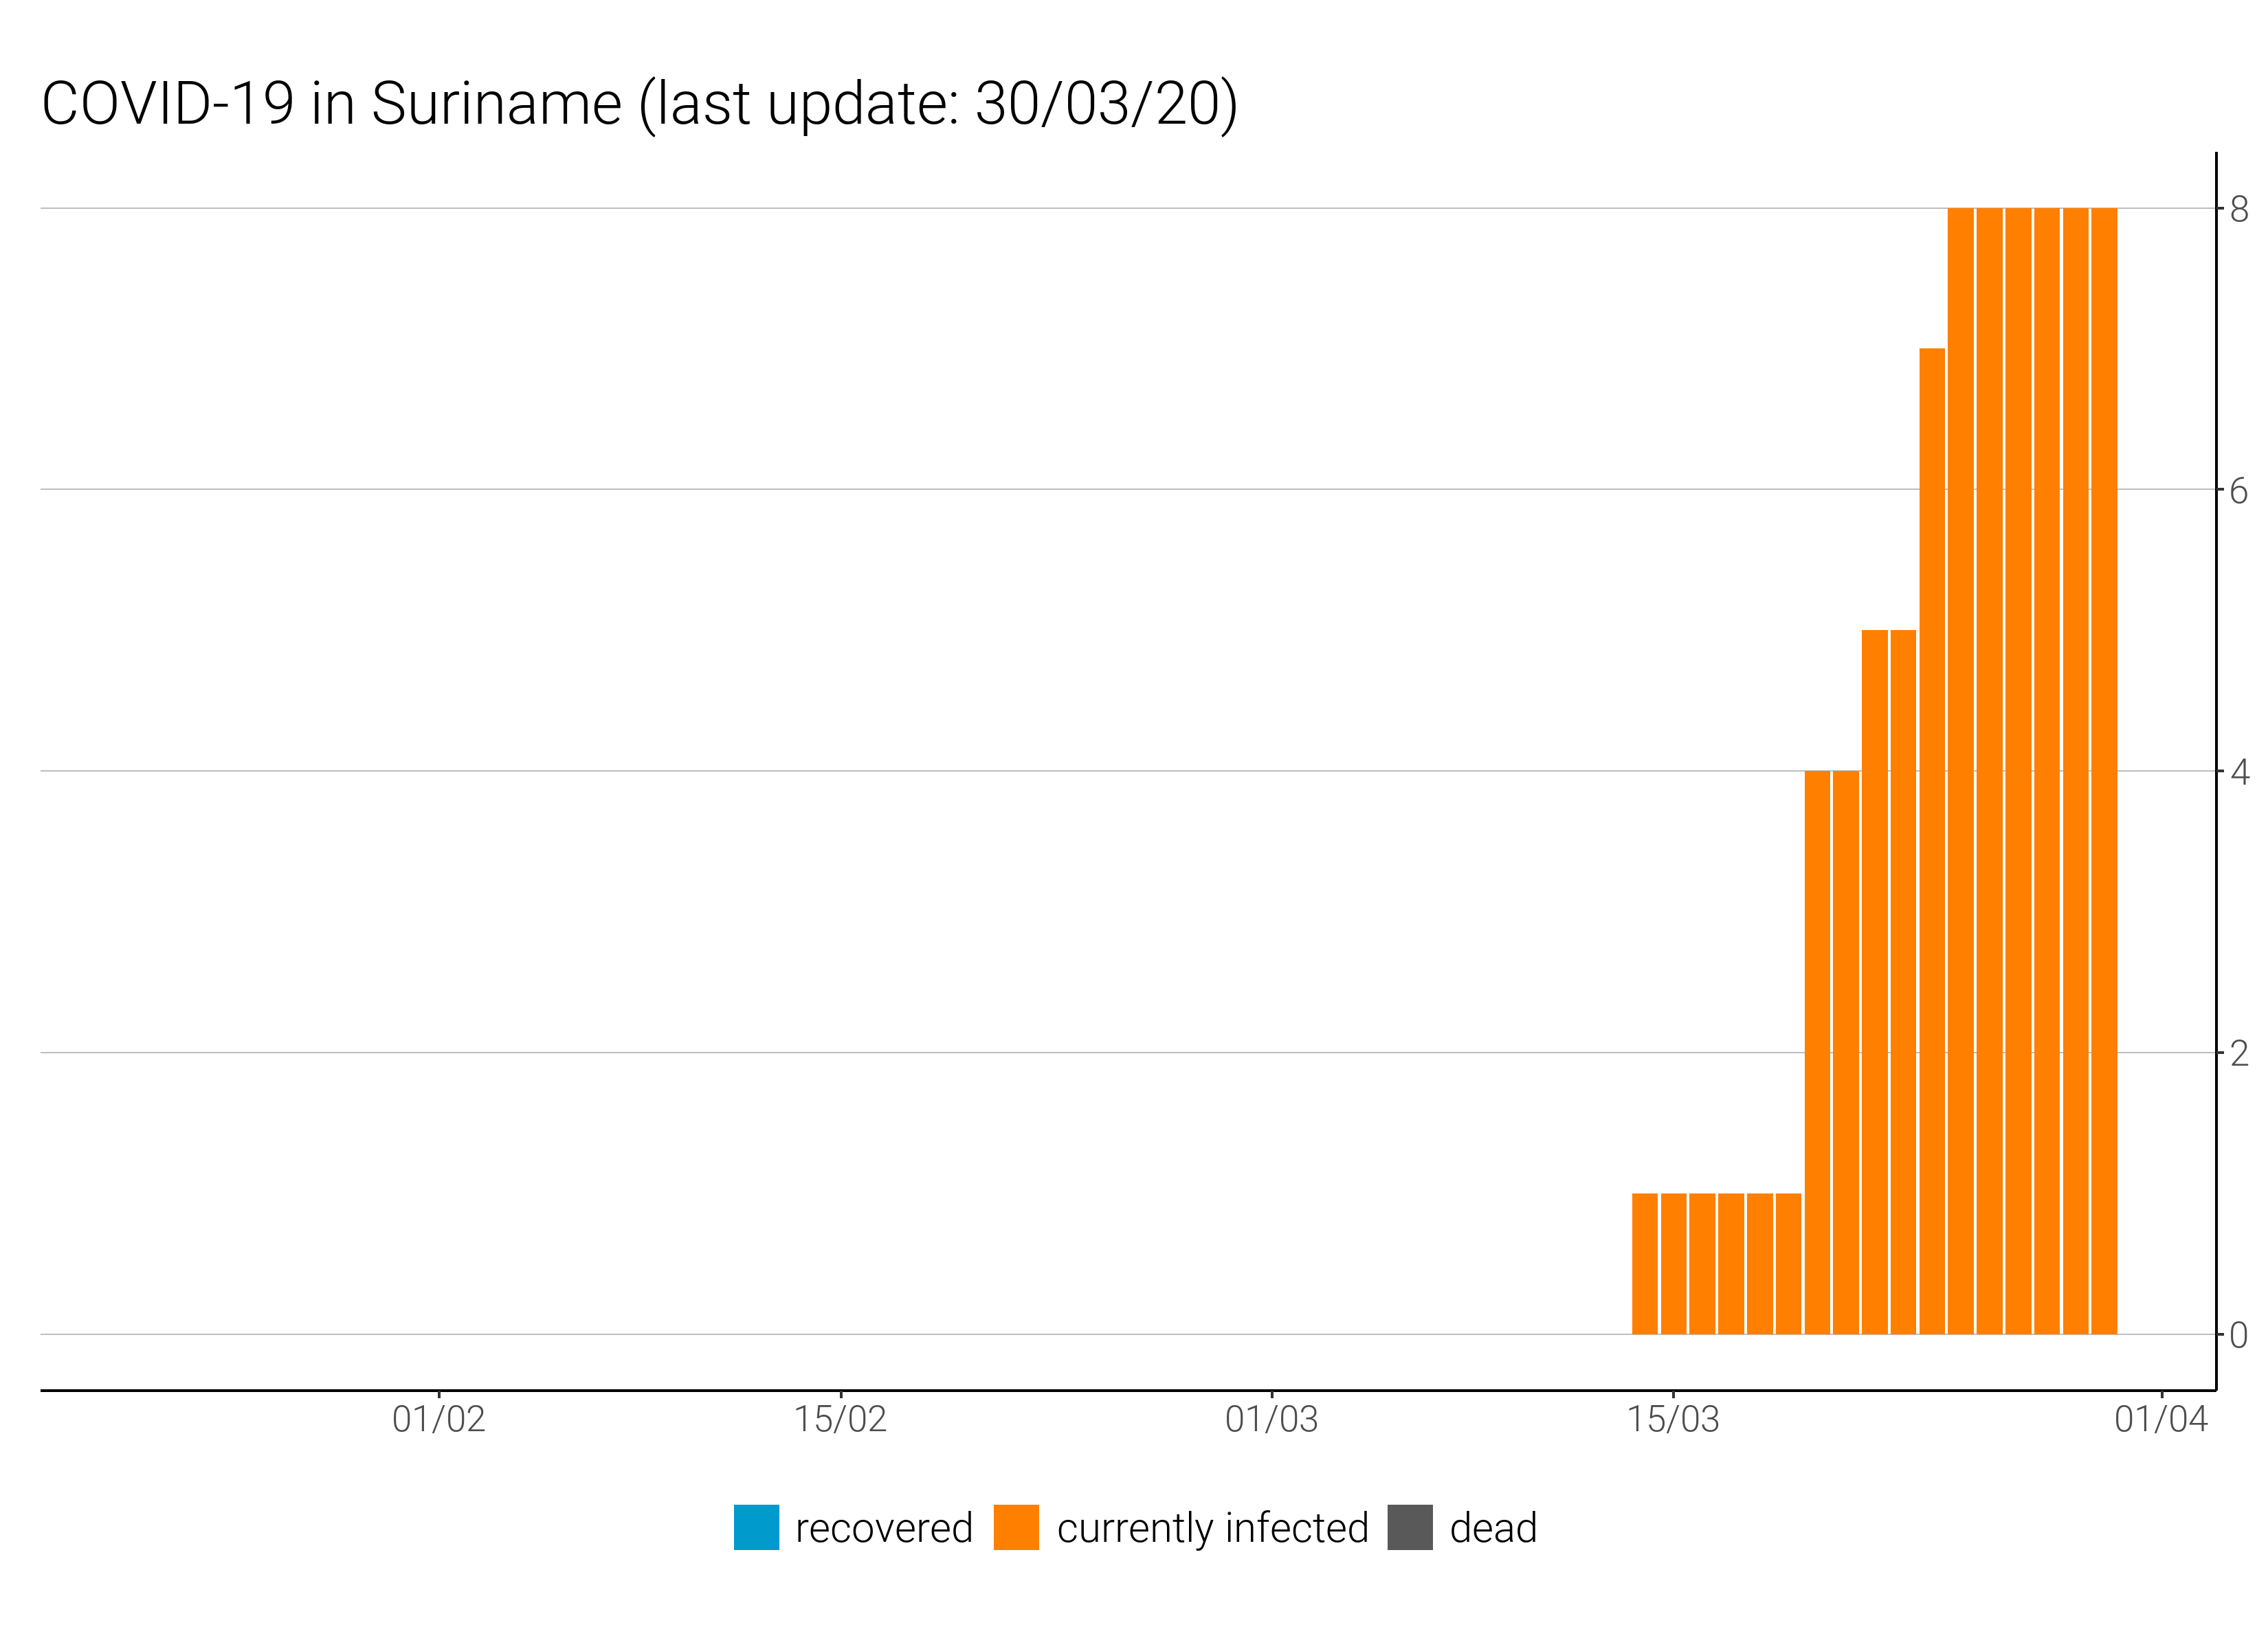 COVID-19 in Suriname (last update: 30/03/20)
8
6
4
2
0
01/02 15/02 01/03 15/03 01/04
recovered currently infected dead